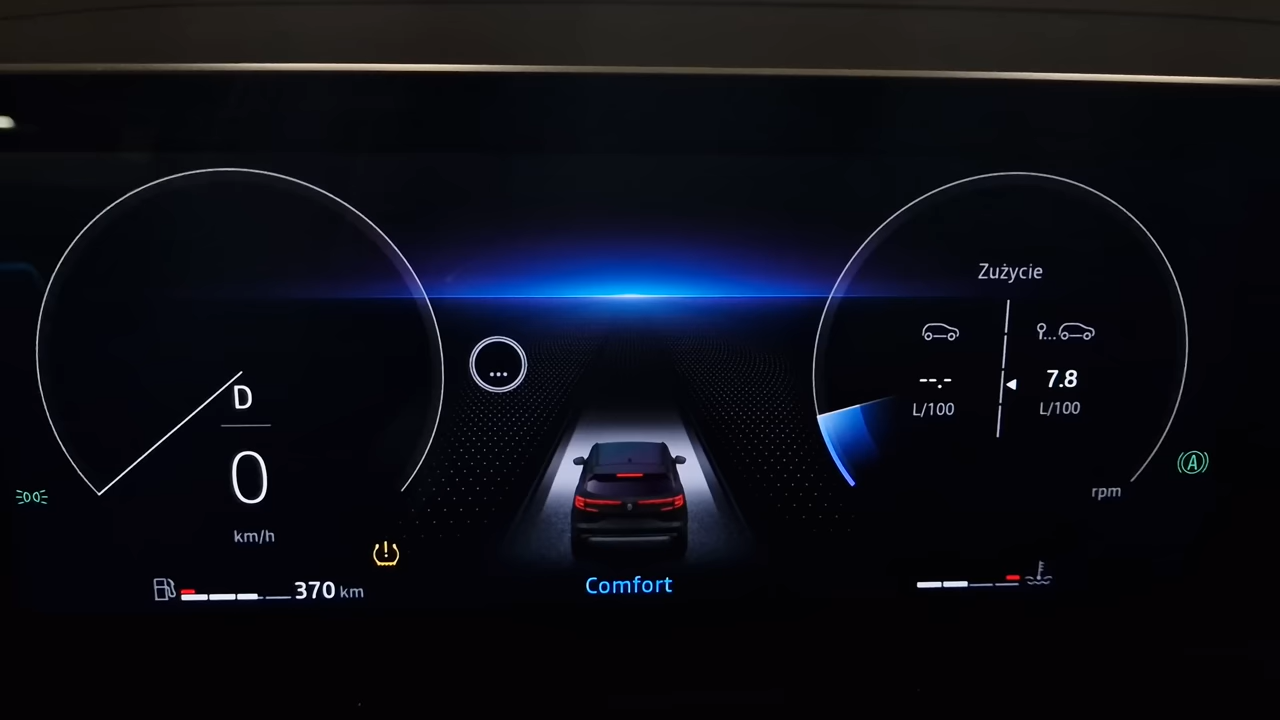 D
0
km/h
370 km
...
Comfort
Zużycie
--.- 7.8
L/100 L/100
rpm
A